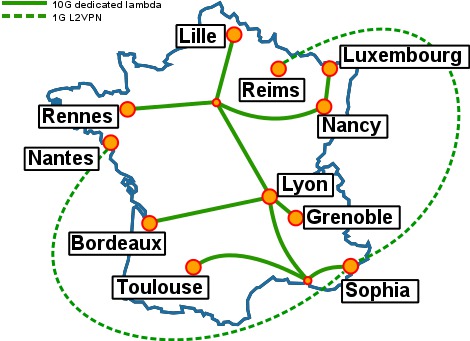 10G dedicated lambda
1G L2VPN
Lille
Luxembourg
Reims
Rennes
Nancy
Nantes
Lyon
Grenoble
Bordeaux
Toulouse
Sophia